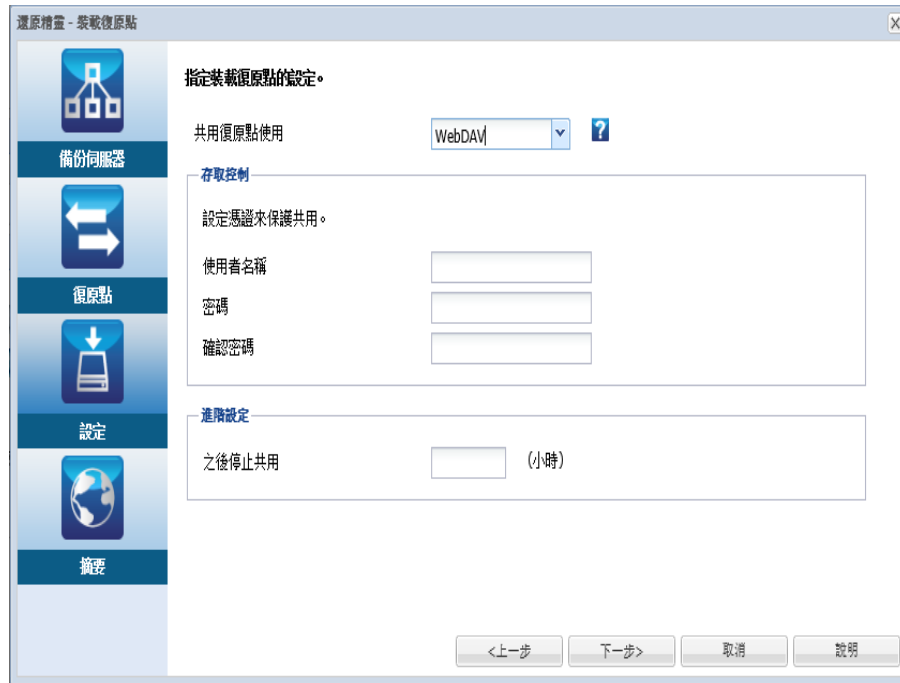 還原精靈 - 裝載復原點
備份伺服器
復原點
設定
摘要
指定裝載復原點的設定。
共用復原點使用 WebDAV ?
存取控制
設定憑證來保護共用。
使用者名稱
密碼
確認密碼
進階設定
之後停止共用 (小時)
<上一步 下一步> 取消 說明